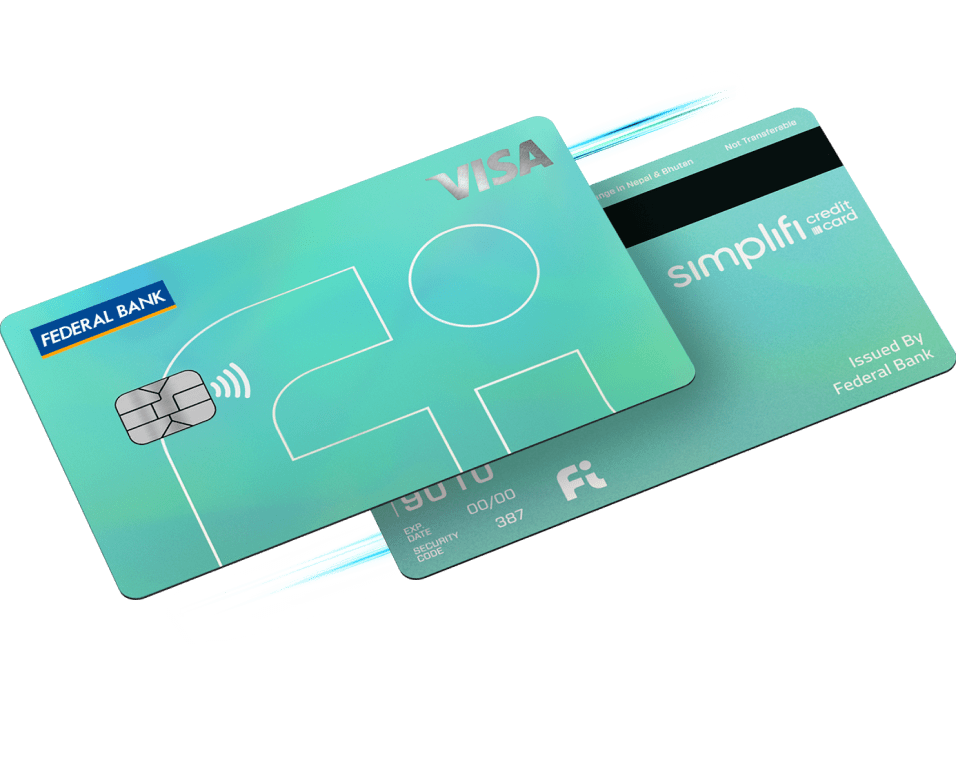 VISA
FEDERAL BANK
Fi
Not Transferable
in Nepal & Bhutan
simplifi credit
card
Issued By
Federal Bank
9010
EXP.
DATE 00/00
SECURITY
CODE 387
Fi